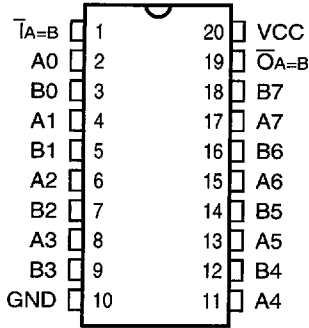 I̅A=B 1 20 VCC
A0 2 19 O̅A=B
B0 3 18 B7
A1 4 17 A7
B1 5 16 B6
A2 6 15 A6
B2 7 14 B5
A3 8 13 A5
B3 9 12 B4
GND 10 11 A4